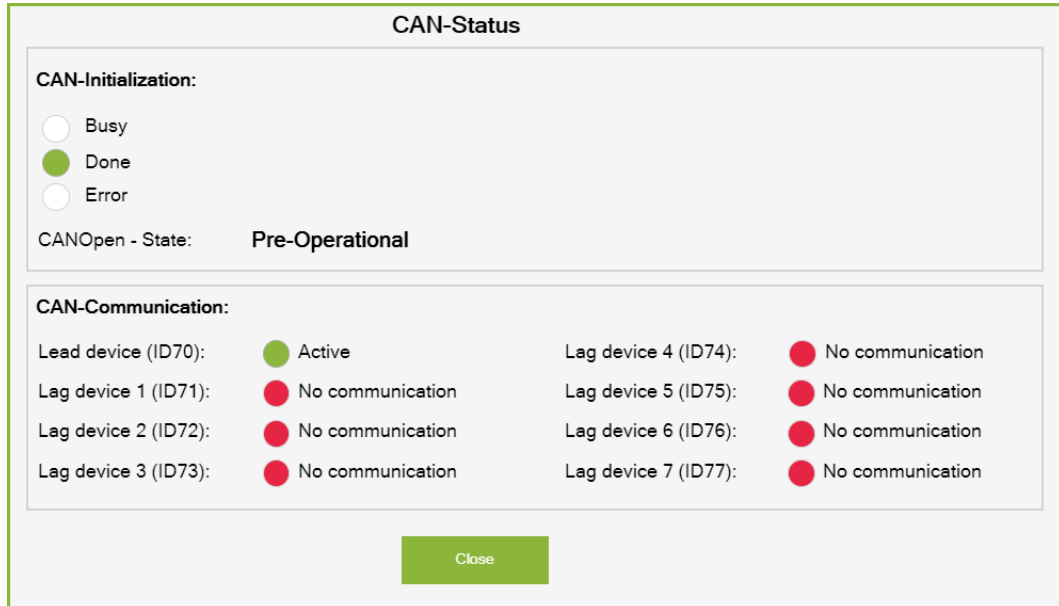 CAN-Status
CAN-Initialization:
Busy
Done
Error
CANOpen - State: Pre-Operational
CAN-Communication:
Lead device (ID70): Active
Lag device 1 (ID71): No communication
Lag device 2 (ID72): No communication
Lag device 3 (ID73): No communication
Lag device 4 (ID74): No communication
Lag device 5 (ID75): No communication
Lag device 6 (ID76): No communication
Lag device 7 (ID77): No communication
Close